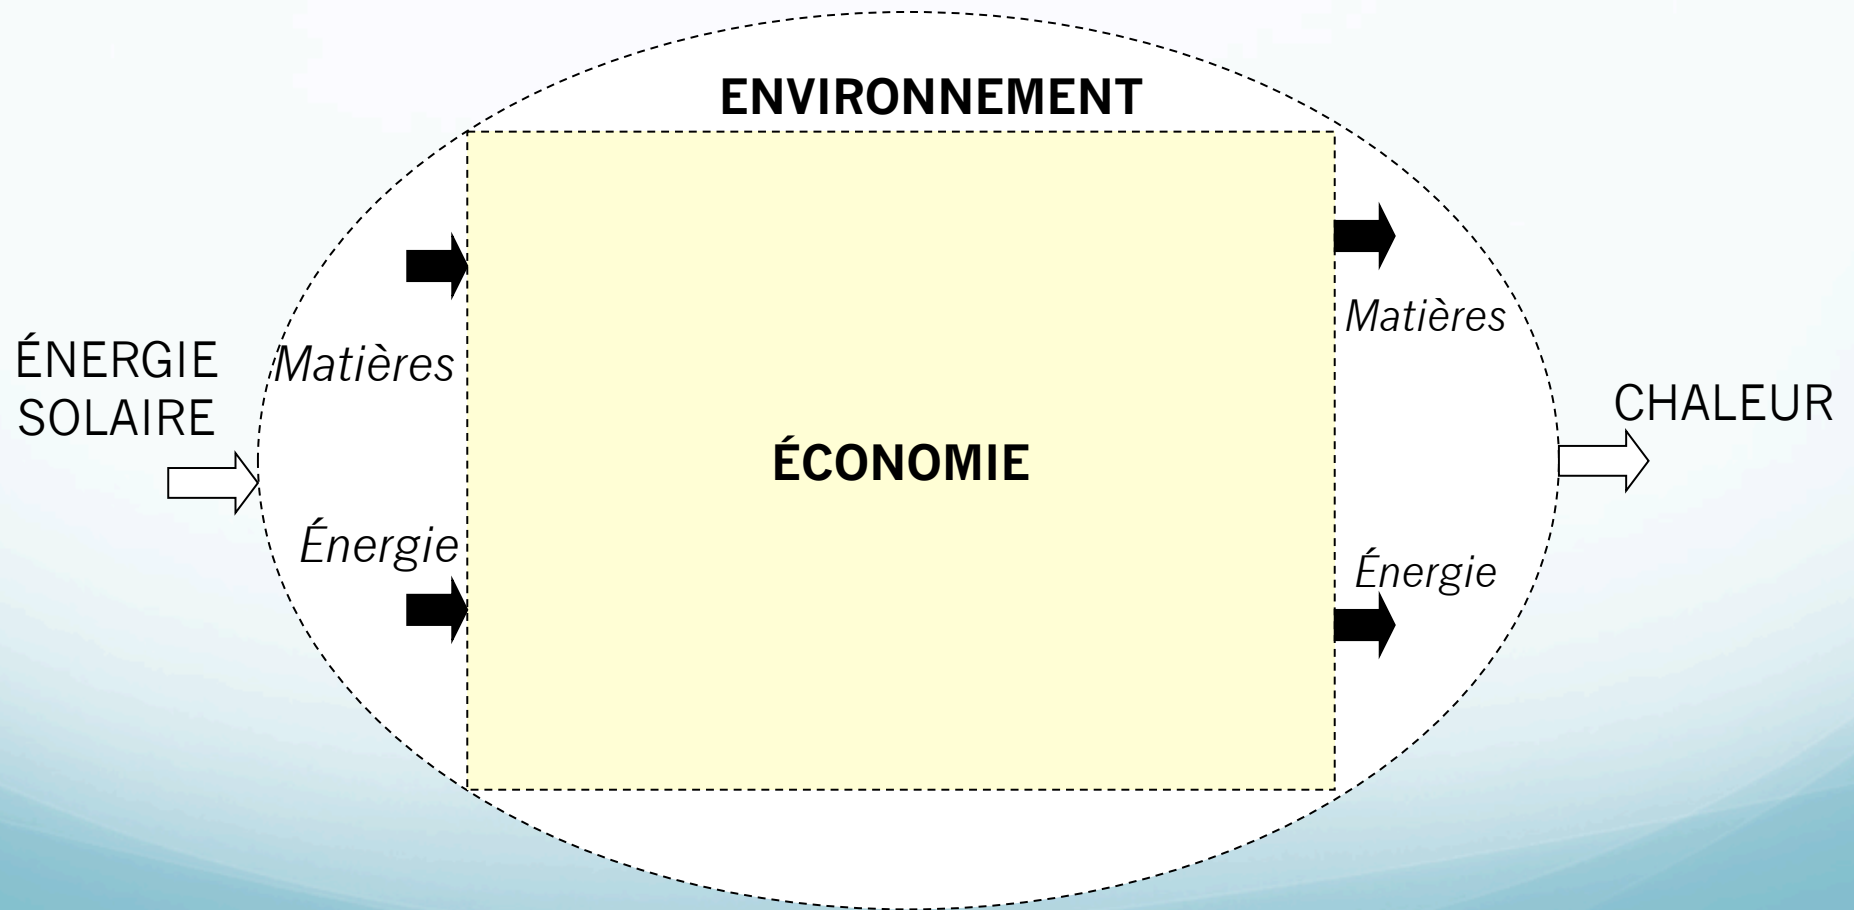 ENVIRONNEMENT
ÉNERGIE
SOLAIRE
Matières
Énergie
ÉCONOMIE
Matières
Énergie
CHALEUR